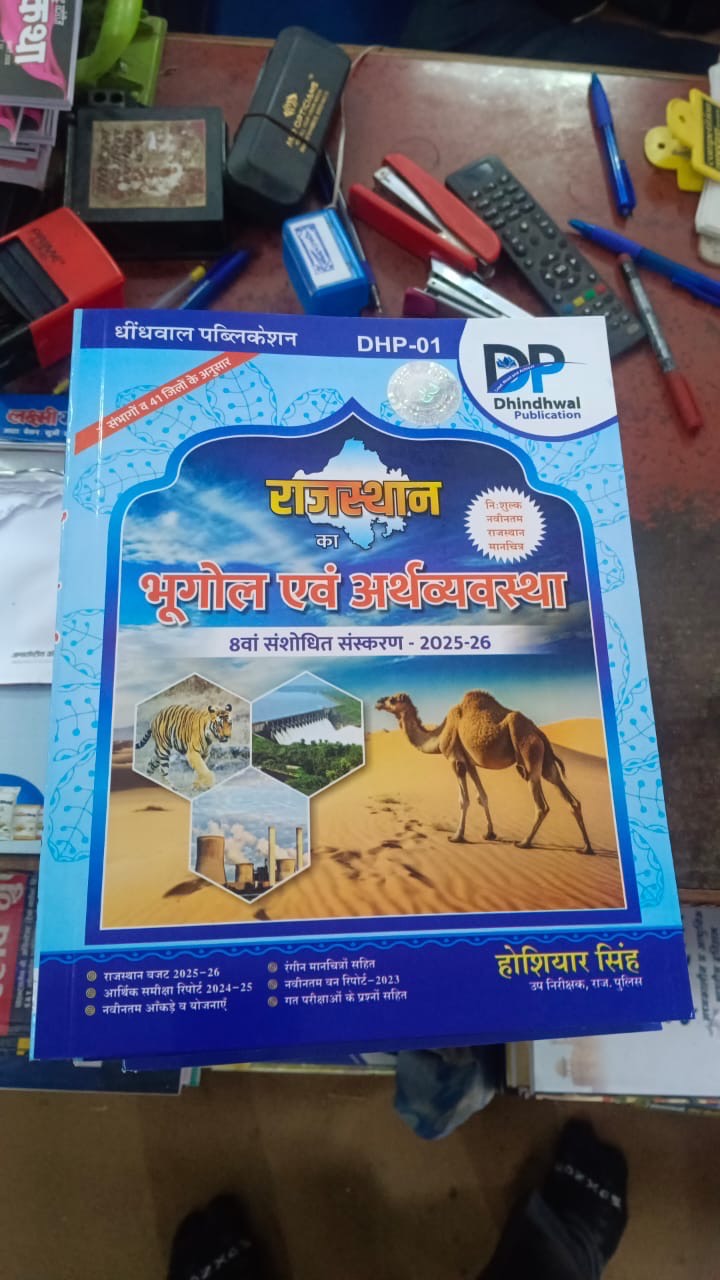 धींधवाल पब्लिकेशन
DHP-01
DP
Dhindhwal
Publication
संभागों व 41 जिलों के अनुसार
राजस्थान
का
भूगोल एवं अर्थव्यवस्था
निःशुल्क
नवीनतम
राजस्थान
मानचित्र
8वां संशोधित संस्करण - 2025-26
राजस्थान बजट 2025-26
आर्थिक समीक्षा रिपोर्ट 2024-25
नवीनतम आँकड़े व योजनाएँ
रंगीन मानचित्रों सहित
नवीनतम वन रिपोर्ट-2023
गत परीक्षाओं के प्रश्नों सहित
होशियार सिंह
उप निरीक्षक, राज. पुलिस
लक्ष्मी